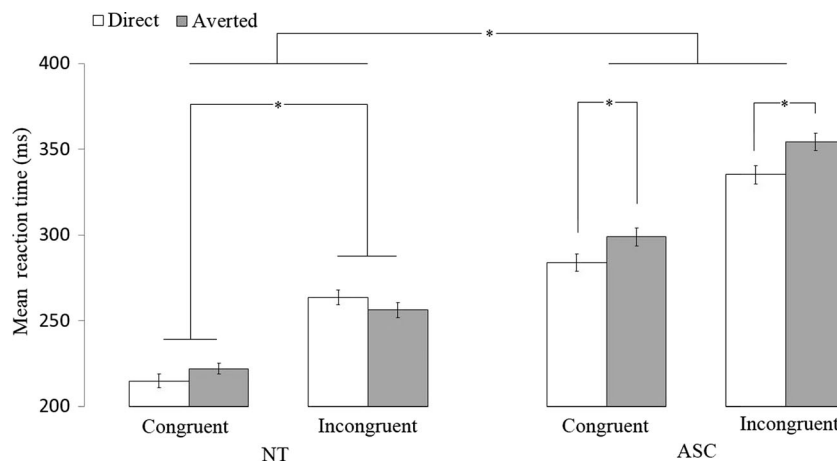 Direct Averted
*
400
350
300
250
200
Mean reaction time (ms)
*
*
*
Congruent Incongruent Congruent Incongruent
NT ASC